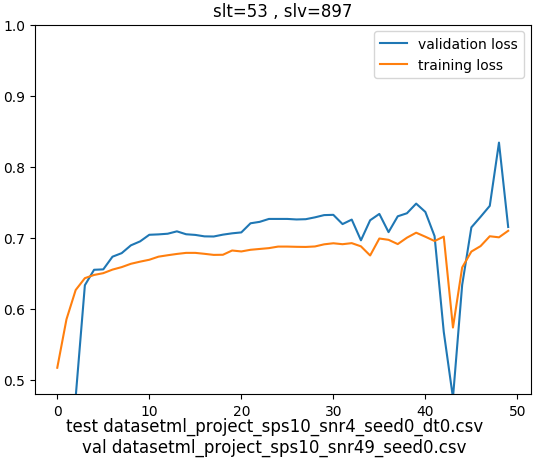 slt=53 , slv=897
validation loss
training loss
1.0
0.9
0.8
0.7
0.6
0.5
0 10 20 30 40 50
test datasetml_project_sps10_snr4_seed0_dt0.csv
val datasetml_project_sps10_snr49_seed0.csv